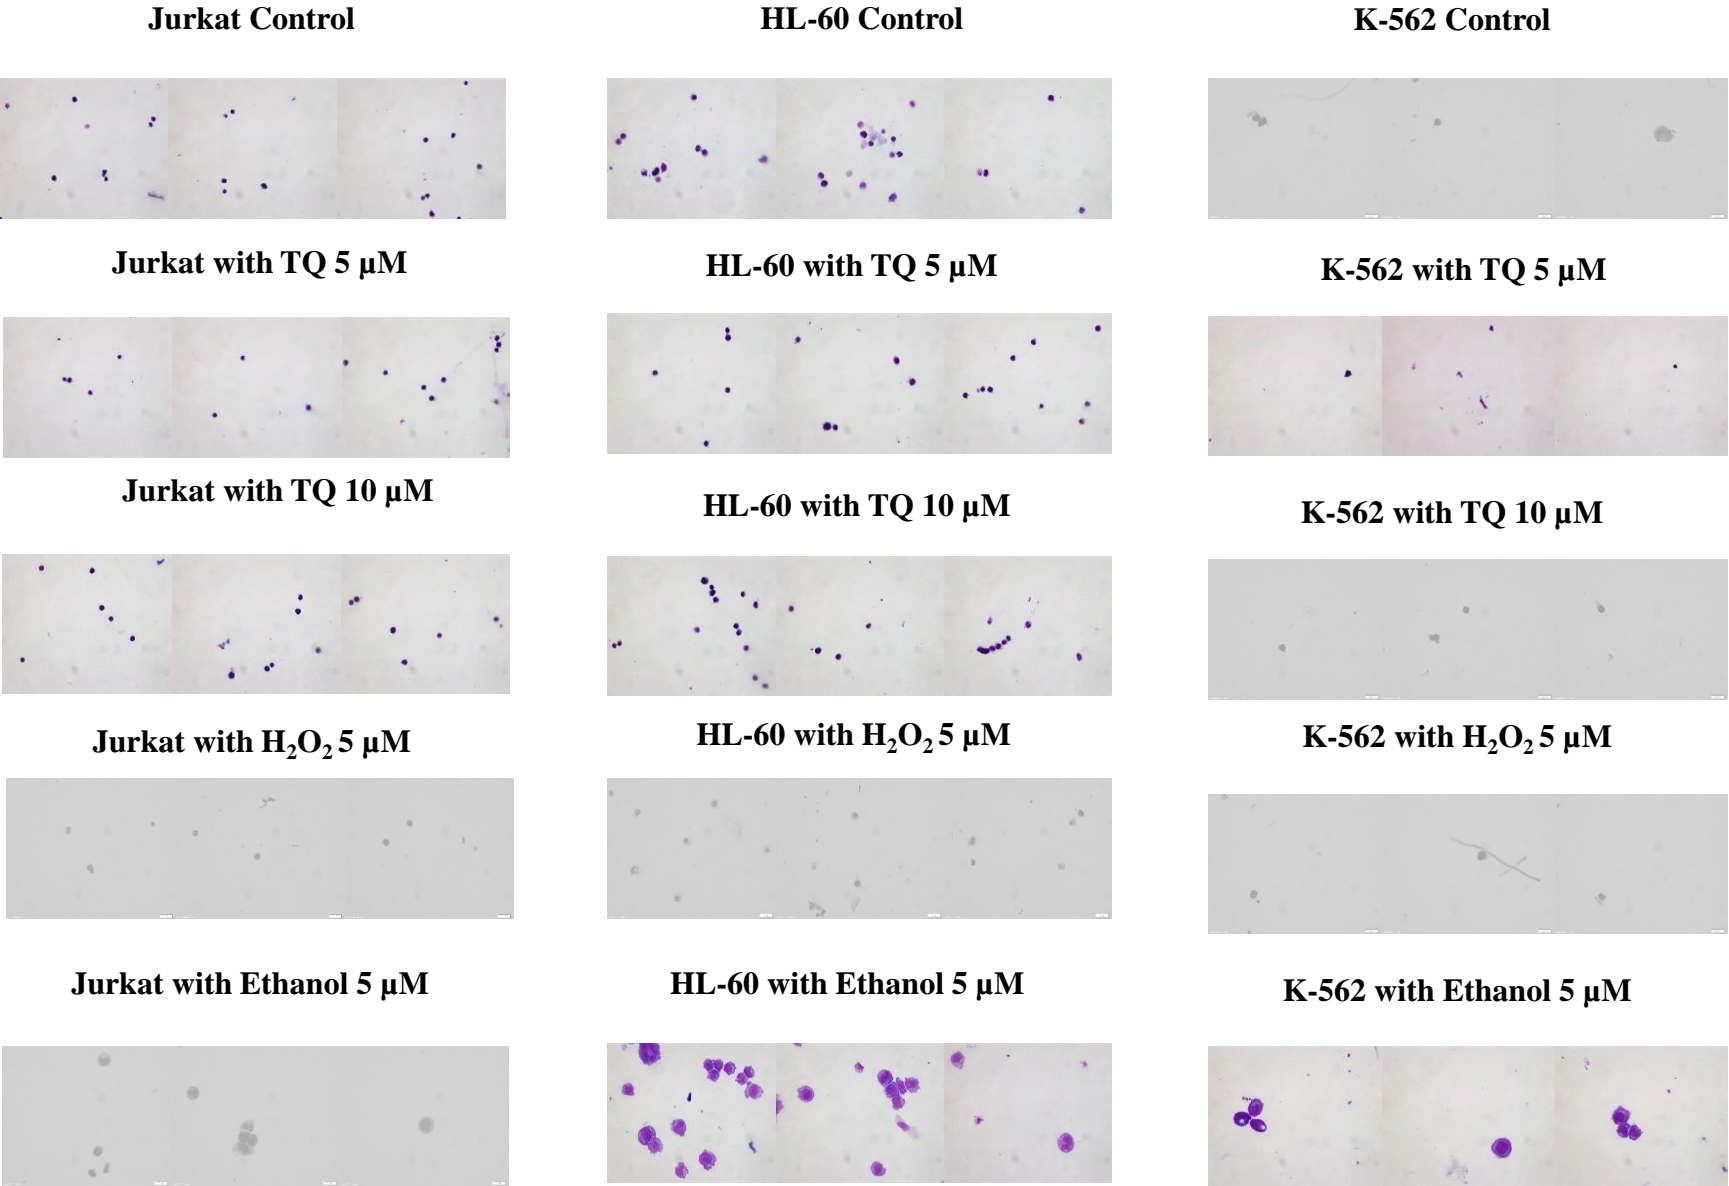 Jurkat Control
HL-60 Control
K-562 Control
Jurkat with TQ 5 µM
HL-60 with TQ 5 µM
K-562 with TQ 5 µM
Jurkat with TQ 10 µM
HL-60 with TQ 10 µM
K-562 with TQ 10 µM
Jurkat with H₂O₂ 5 µM
HL-60 with H₂O₂ 5 µM
K-562 with H₂O₂ 5 µM
Jurkat with Ethanol 5 µM
HL-60 with Ethanol 5 µM
K-562 with Ethanol 5 µM